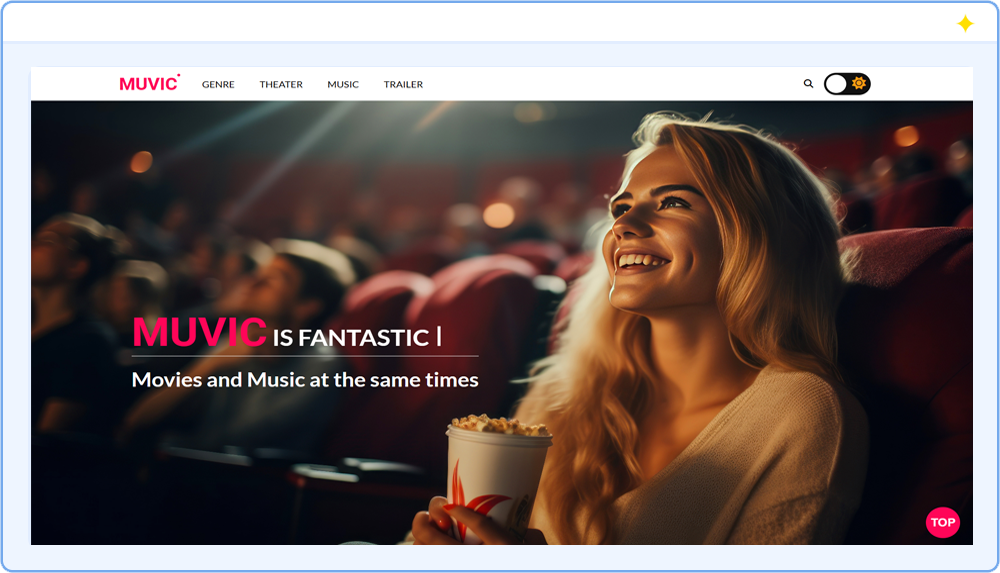 MUVIC
GENRE THEATER MUSIC TRAILER
MUVIC IS FANTASTIC |
Movies and Music at the same times
TOP